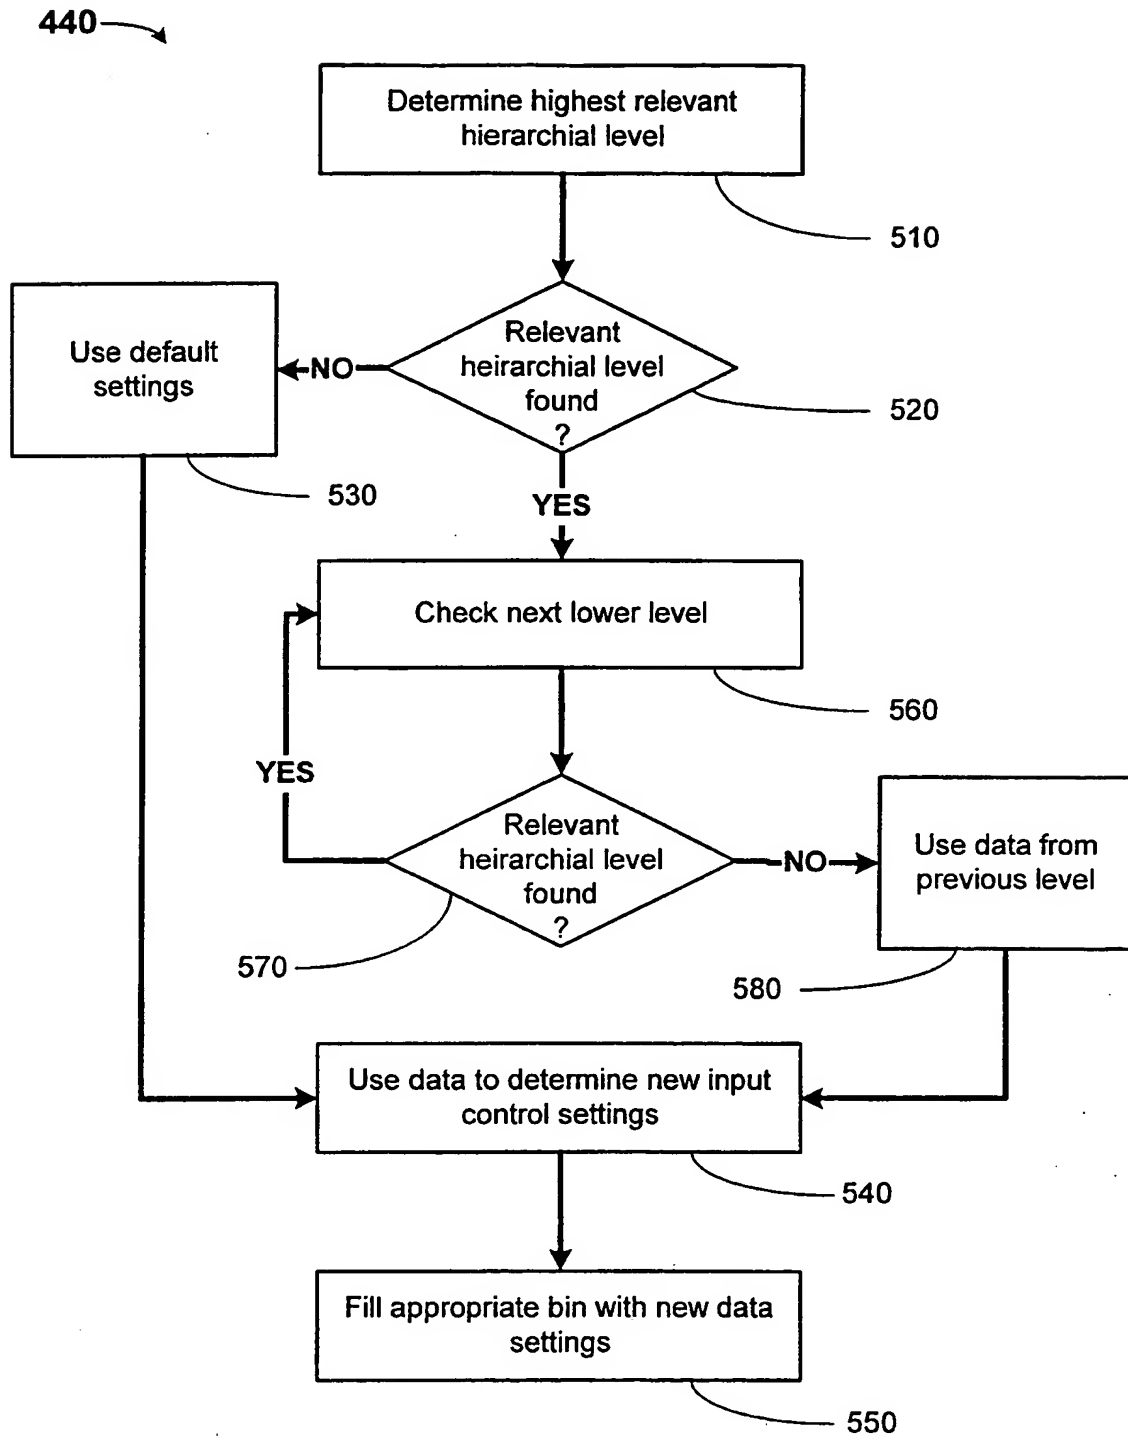 440
Determine highest relevant
hierarchial level
510
Relevant
heirarchial level
found
?
520
NO
Use default
settings
530
YES
Check next lower level
560
YES
Relevant
heirarchial level
found
?
570
NO
Use data from
previous level
580
Use data to determine new input
control settings
540
Fill appropriate bin with new data
settings
550